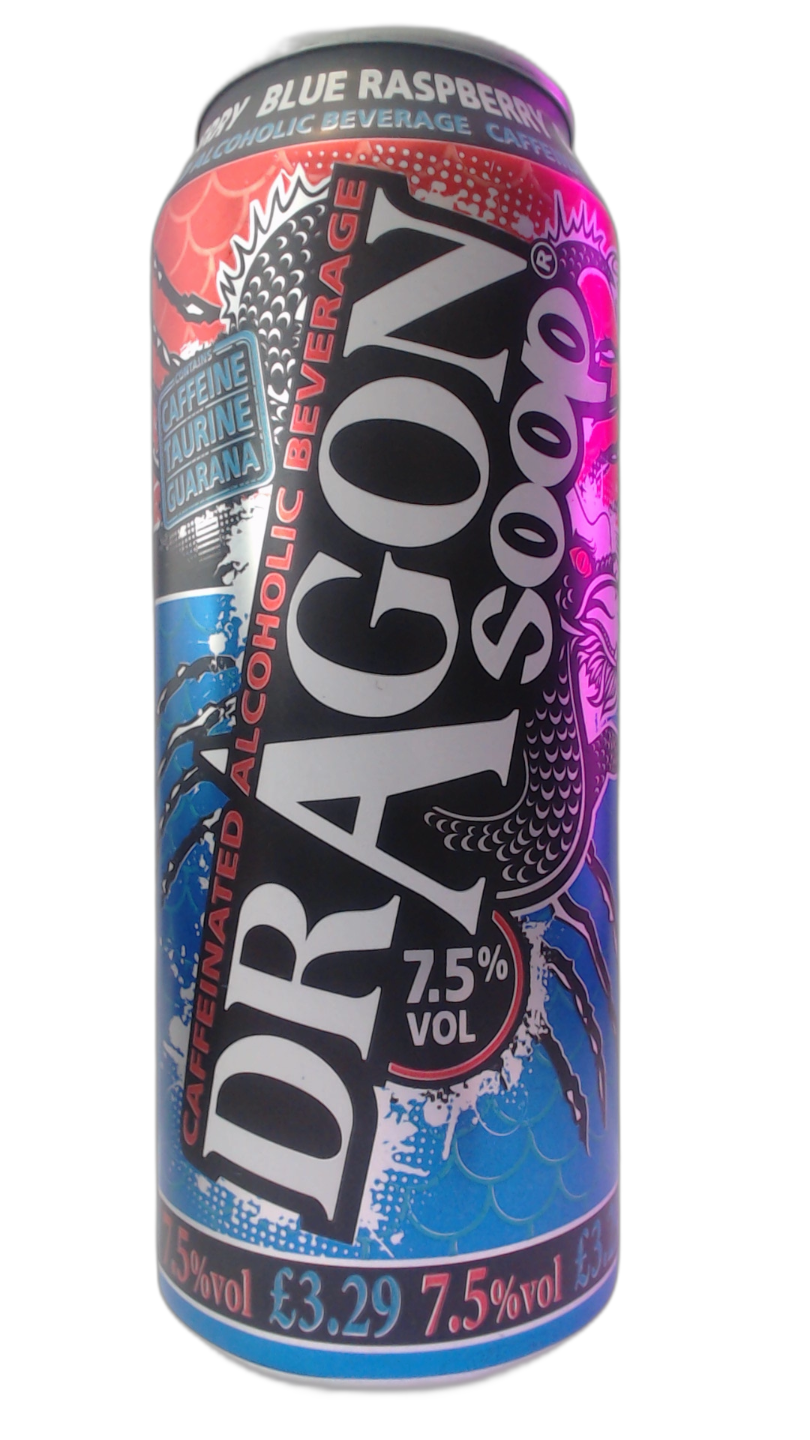 BLUE RASPBERRY
ALCOHOLIC BEVERAGE
CONTAINS
CAFFEINE
TAURINE
GUARANA
CAFFEINATED ALCOHOLIC BEVERAGE
DRAGON
SOOP®
7.5%
VOL
7.5%vol £3.29 7.5%vol